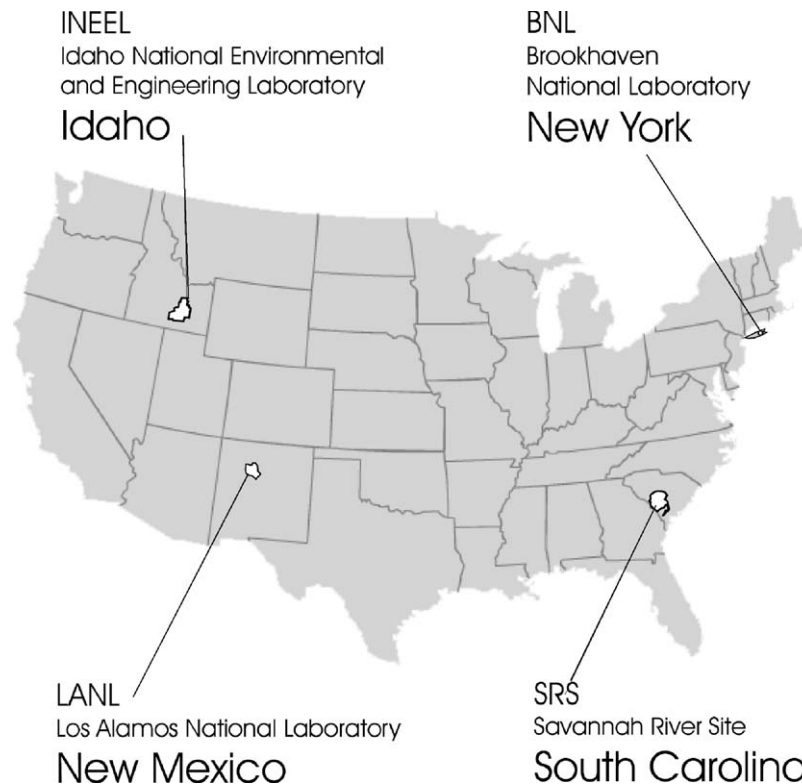 INEEL
Idaho National Environmental
and Engineering Laboratory
Idaho
BNL
Brookhaven
National Laboratory
New York
LANL
Los Alamos National Laboratory
New Mexico
SRS
Savannah River Site
South Carolina